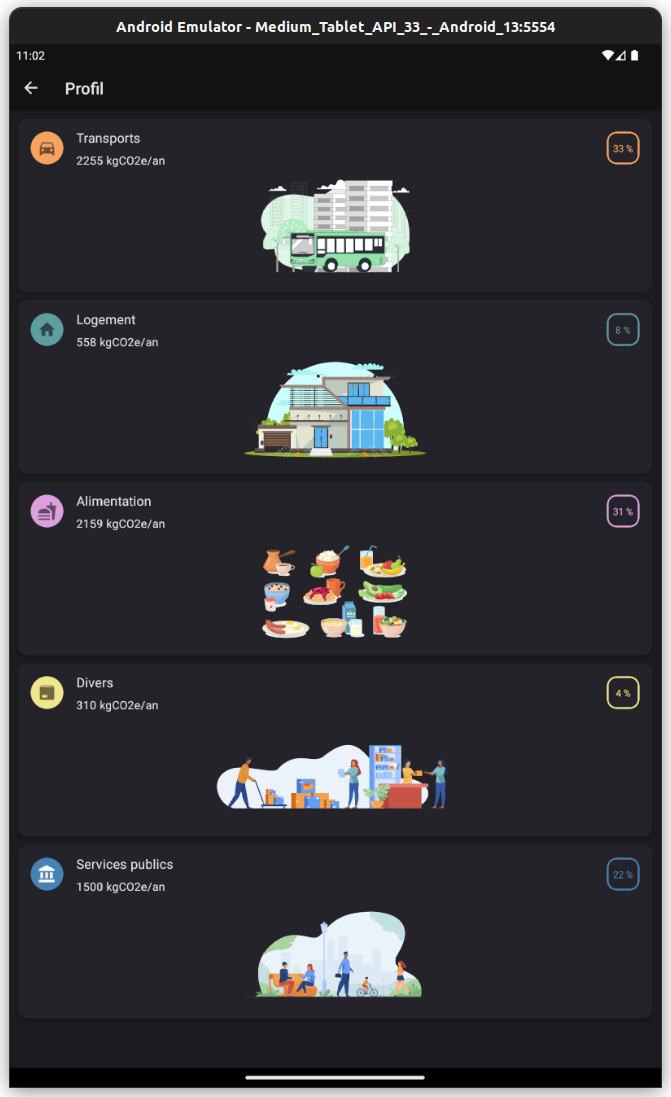 Android Emulator - Medium_Tablet_API_33_-_Android_13:5554
11:02
Profil
Transports
2255 kgCO2e/an
33 %
Logement
558 kgCO2e/an
8 %
Alimentation
2159 kgCO2e/an
31 %
Divers
310 kgCO2e/an
4 %
Services publics
1500 kgCO2e/an
22 %